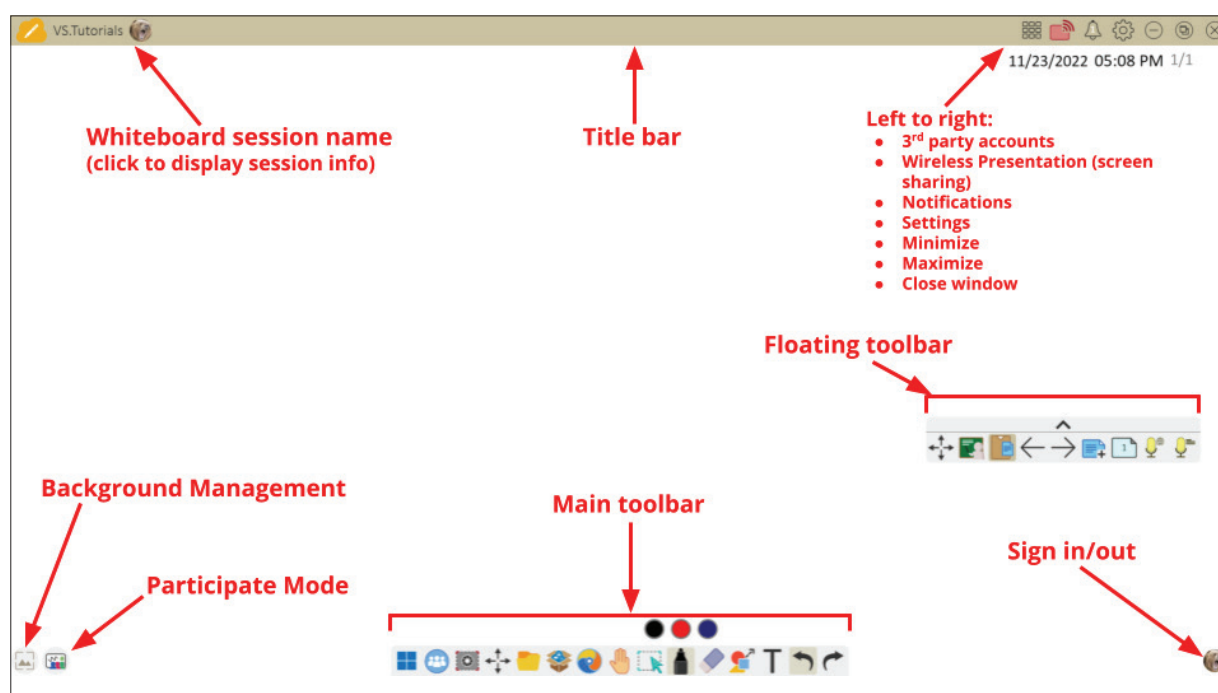 VS.Tutorials
11/23/2022 05:08 PM 1/1
Whiteboard session name
(click to display session info)
Title bar
Left to right:
● 3rd party accounts
● Wireless Presentation (screen
sharing)
● Notifications
● Settings
● Minimize
● Maximize
● Close window
Floating toolbar
1
Background Management
Main toolbar
Sign in/out
Participate Mode
T